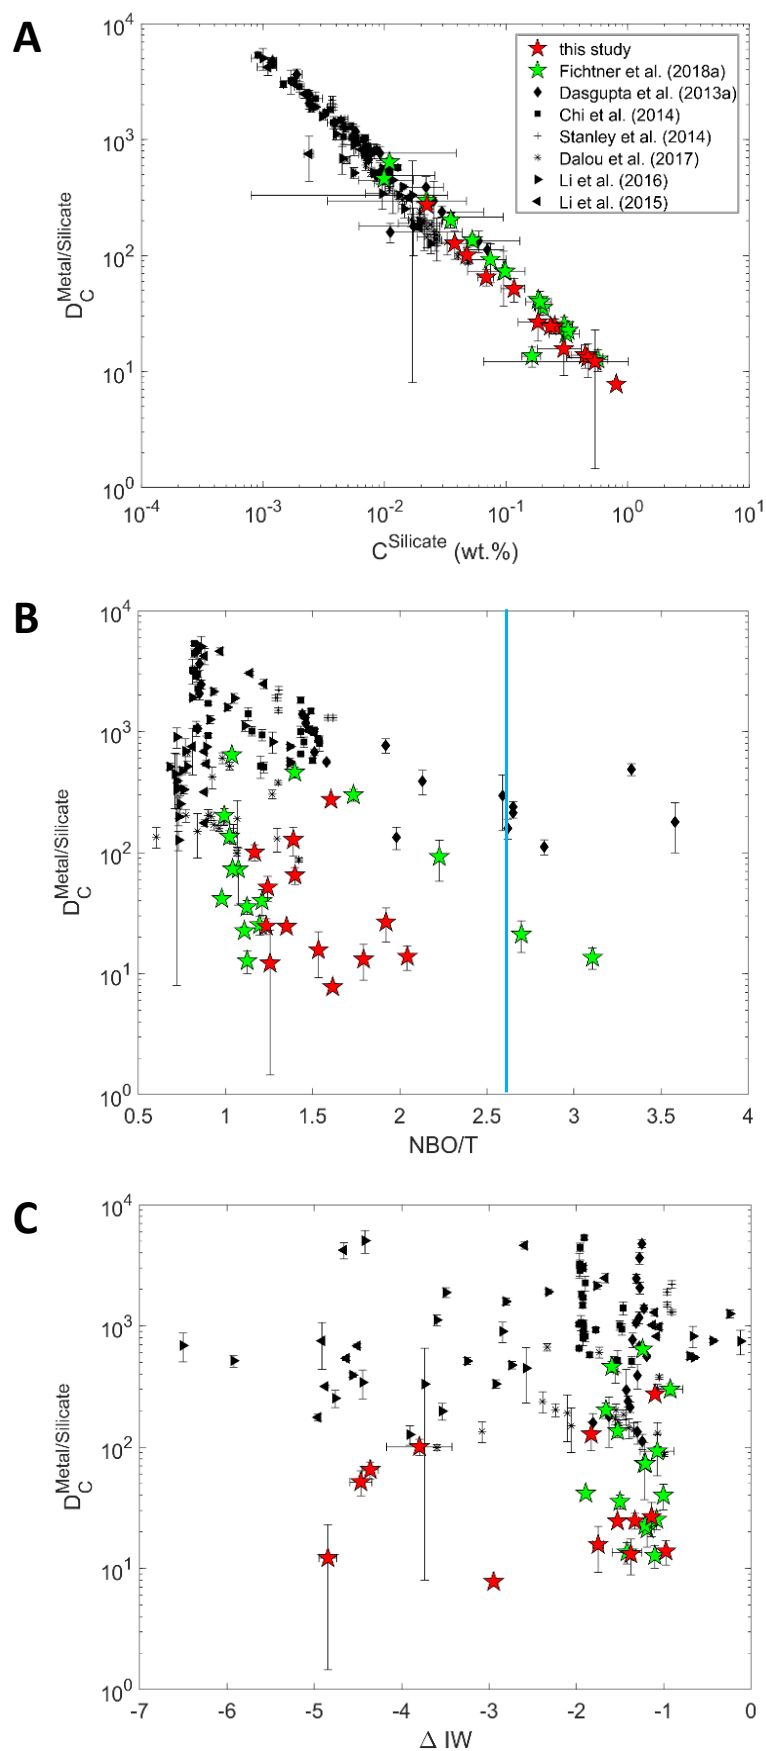 A
10^4
10^3
10^2
10^1
10^0
D_C^Metal/Silicate
this study
Fichtner et al. (2018a)
Dasgupta et al. (2013a)
Chi et al. (2014)
Stanley et al. (2014)
Dalou et al. (2017)
Li et al. (2016)
Li et al. (2015)
10^-4 10^-3 10^-2 10^-1 10^0 10^1
C^Silicate (wt.%)
B
10^4
10^3
10^2
10^1
10^0
D_C^Metal/Silicate
0.5 1 1.5 2 2.5 3 3.5 4
NBO/T
C
10^4
10^3
10^2
10^1
10^0
D_C^Metal/Silicate
-7 -6 -5 -4 -3 -2 -1 0
Δ IW